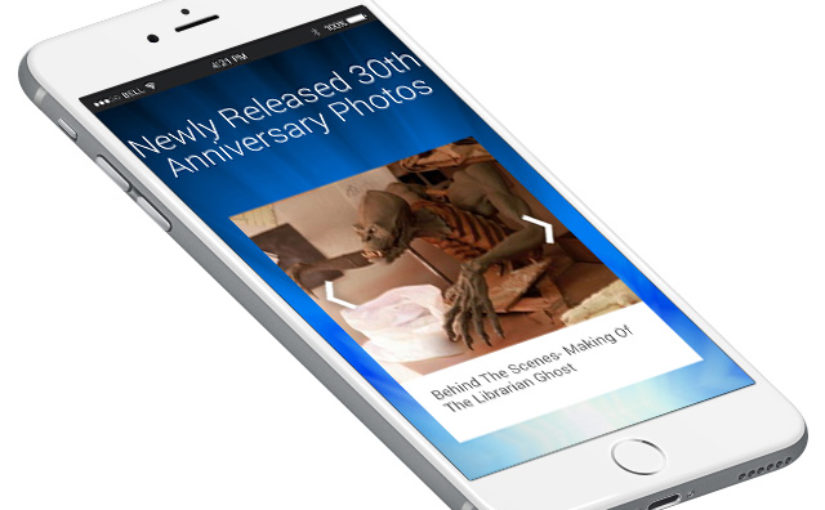 BELL 4:21 PM 100%
Newly Released 30th
Anniversary Photos
Behind The Scenes- Making Of
The Librarian Ghost